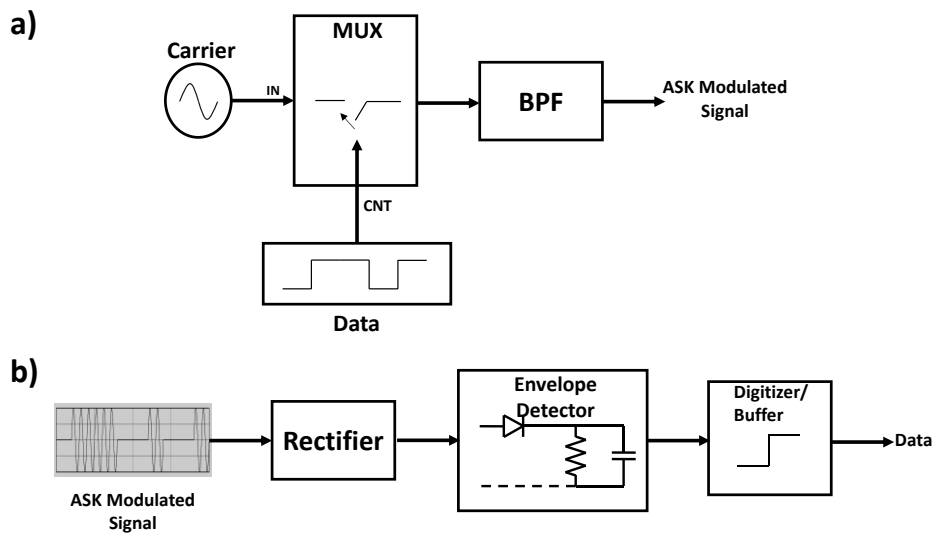 a)
MUX
Carrier
IN
BPF
ASK Modulated
Signal
CNT
Data
b)
Envelope
Detector
Digitizer/
Buffer
Rectifier
Data
ASK Modulated
Signal